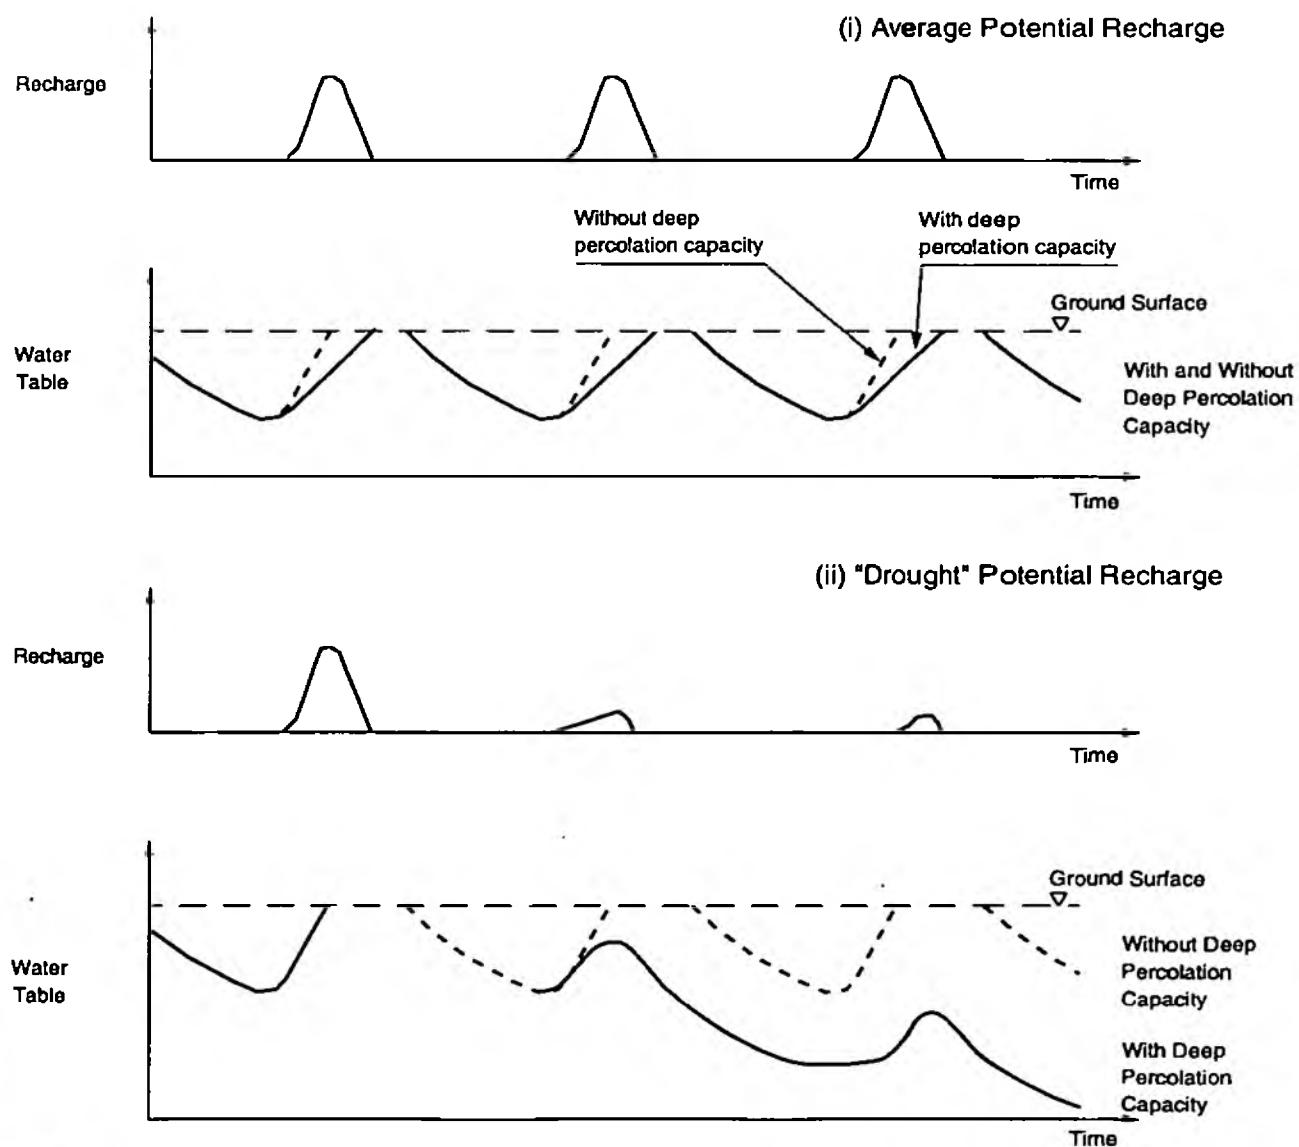 (i) Average Potential Recharge
Recharge
Time
Without deep
percolation capacity
With deep
percolation capacity
Ground Surface
Water
Table
With and Without
Deep Percolation
Capacity
Time
(ii) "Drought" Potential Recharge
Recharge
Time
Ground Surface
Water
Table
Without Deep
Percolation
Capacity
With Deep
Percolation
Capacity
Time